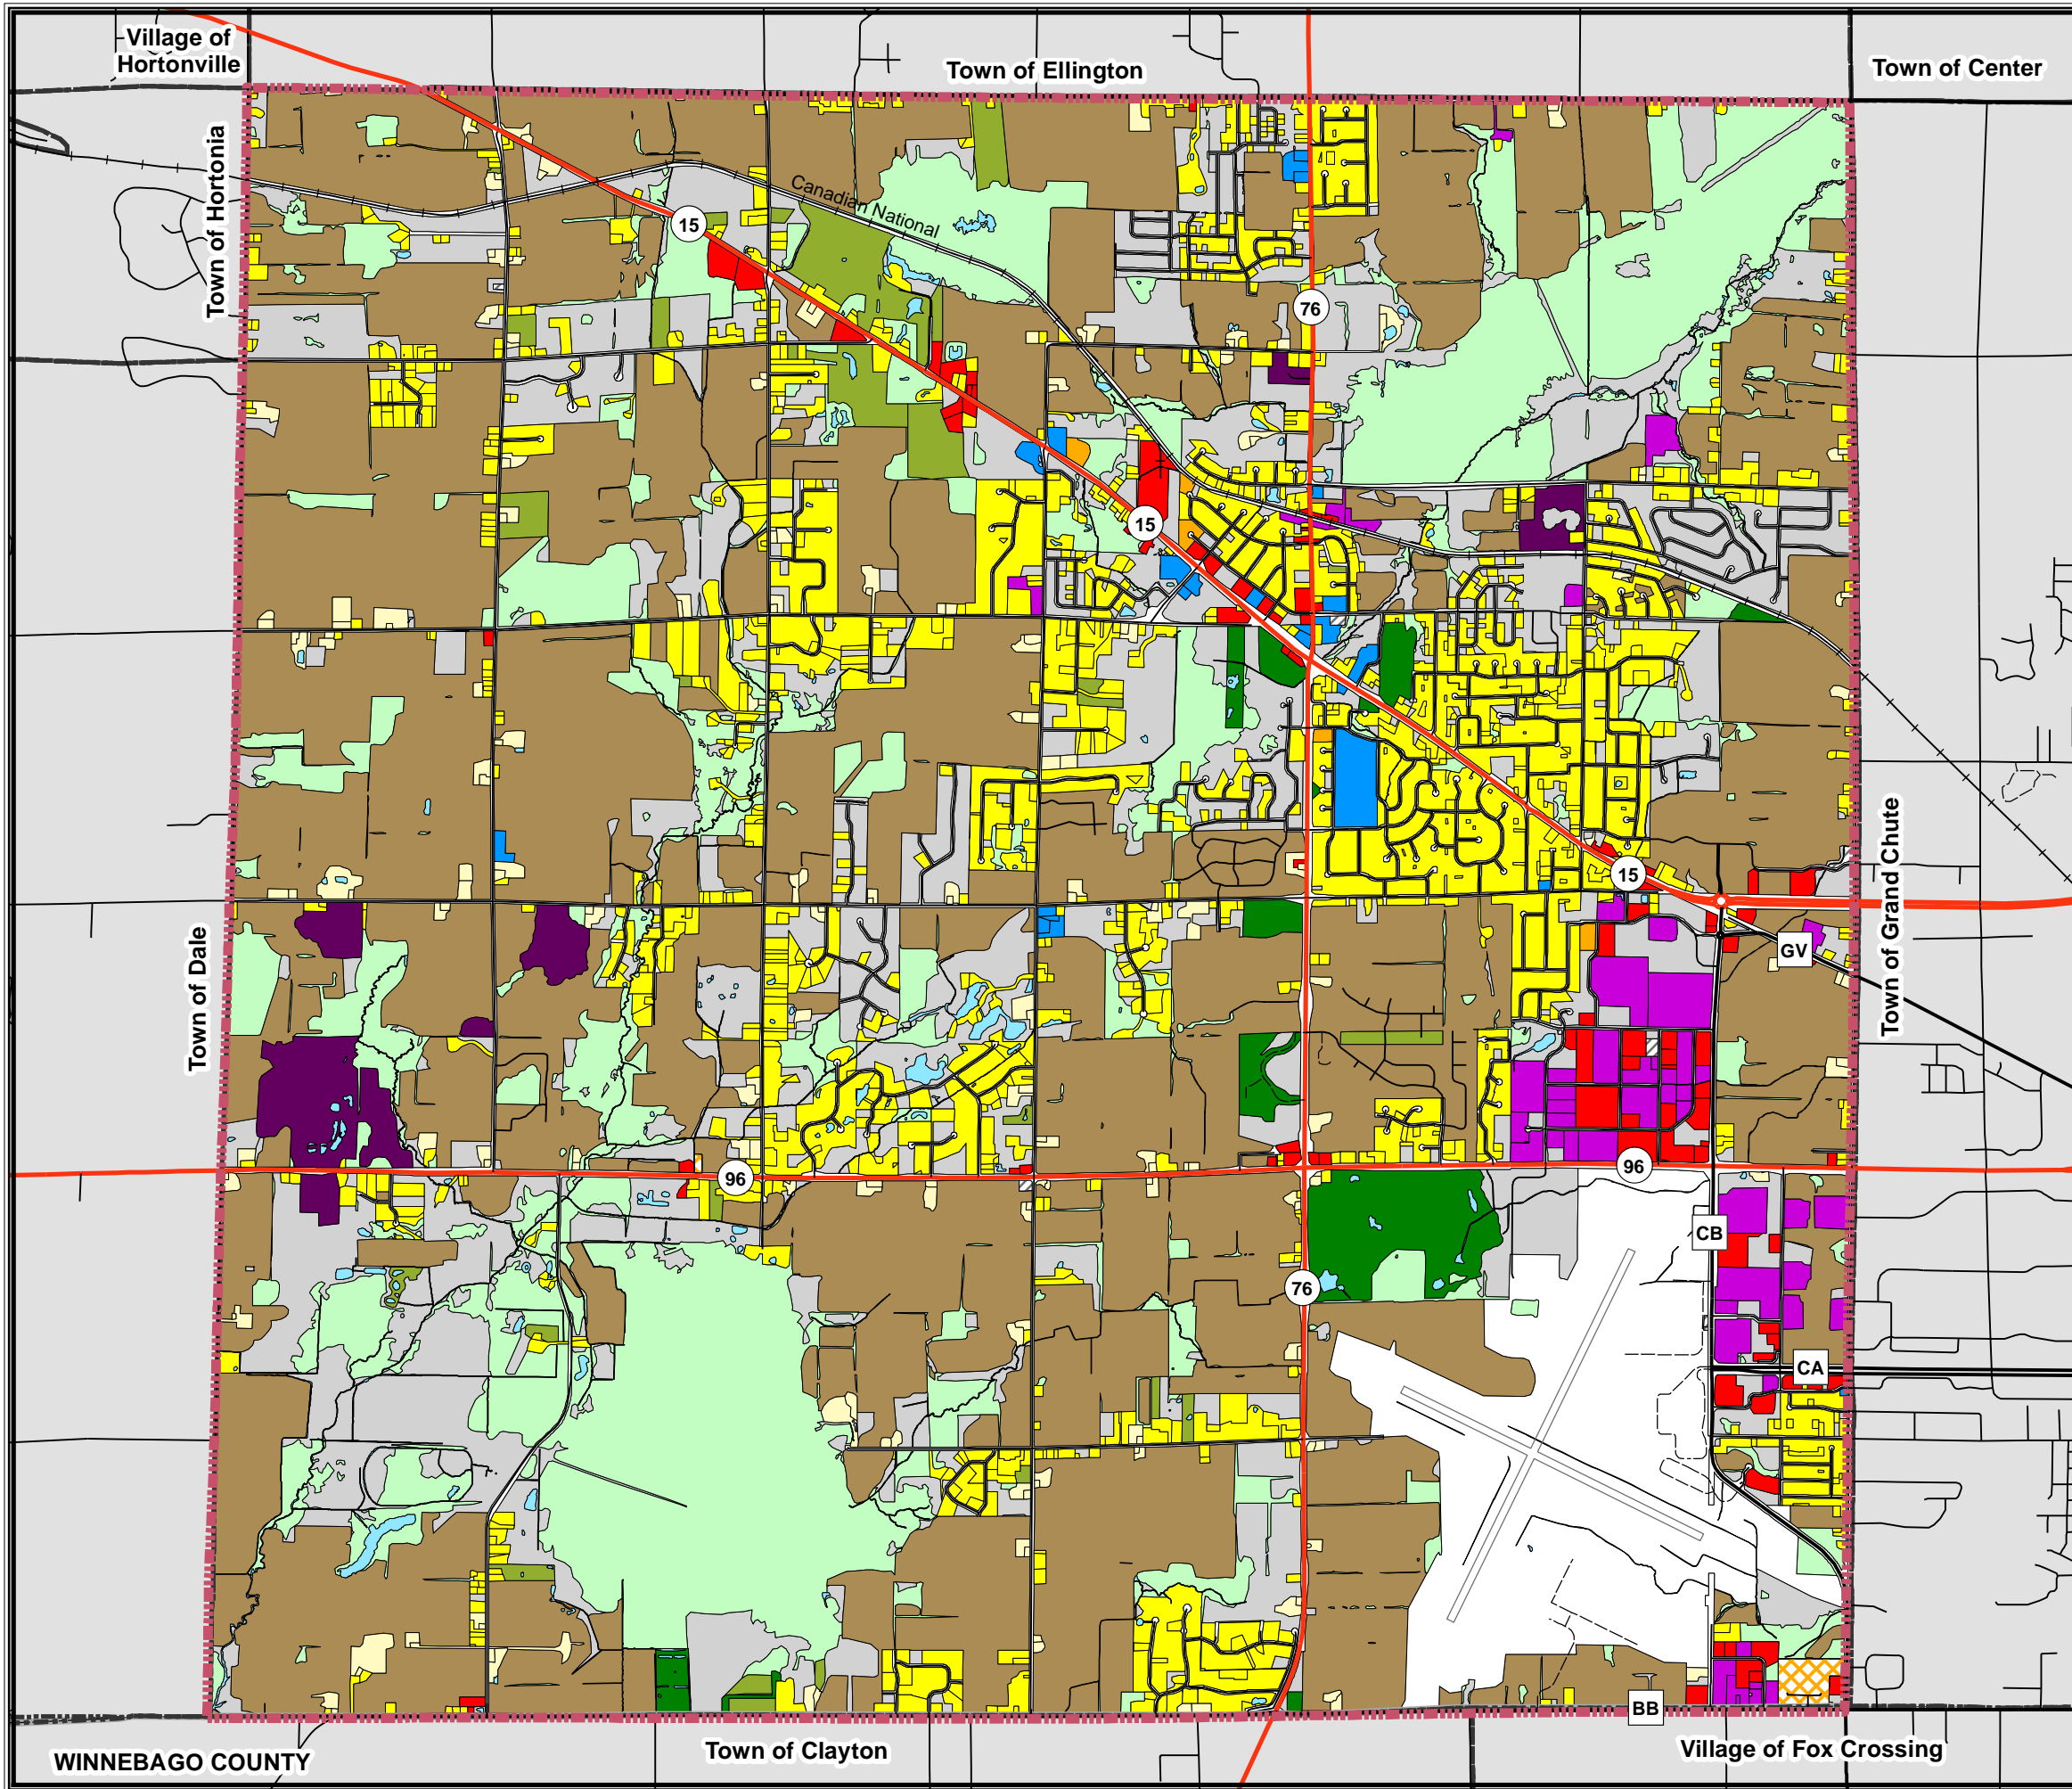 Village of
Hortonville
Town of Ellington
Town of Center
Town of Hortonia
Canadian National
15
76
15
15
Town of Grand Chute
GV
Town of Dale
96
96
CB
76
CA
BB
WINNEBAGO COUNTY
Town of Clayton
Village of Fox Crossing